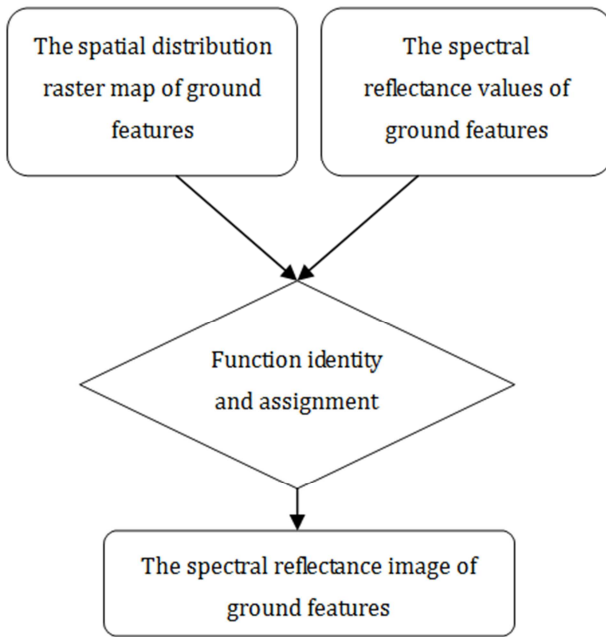 The spatial distribution
raster map of ground
features
The spectral
reflectance values of
ground features
Function identity
and assignment
The spectral reflectance image of
ground features